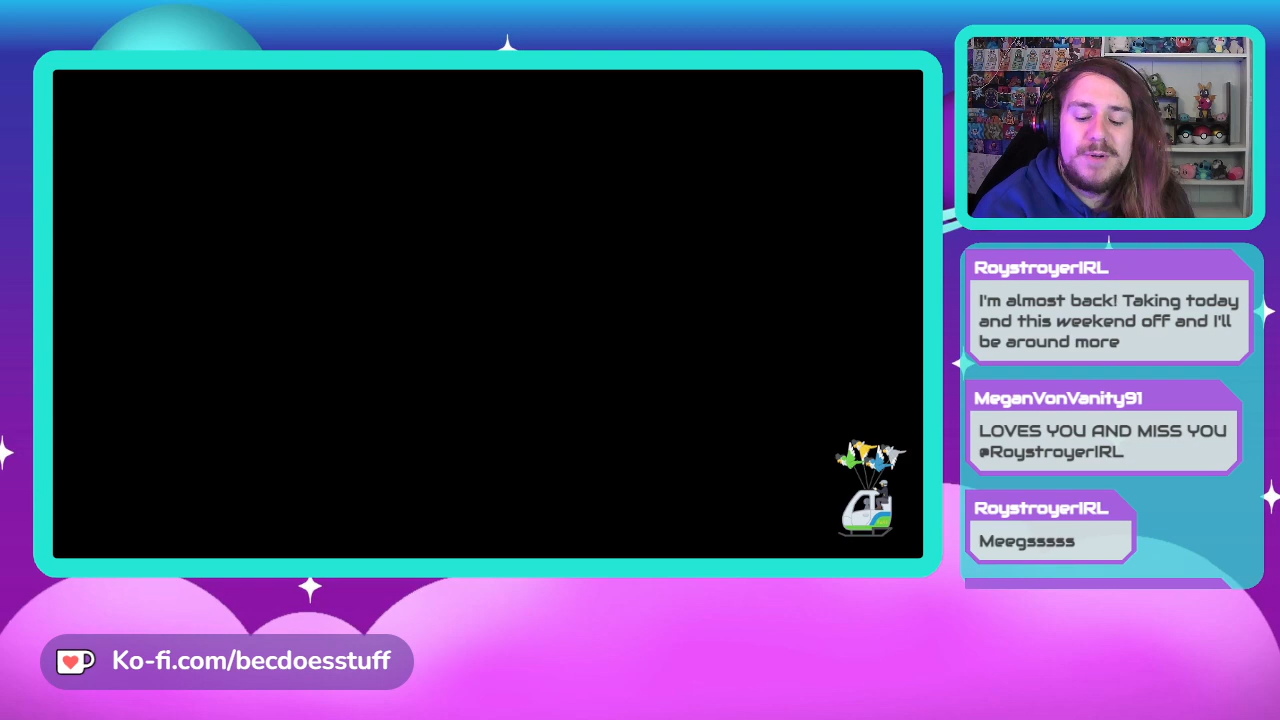 RoystroyerIRL
I'm almost back! Taking today
and this weekend off and I'll
be around more
MeganVonVanity91
LOVES YOU AND MISS YOU
@RoystroyerIRL
RoystroyerIRL
Meegsssss
Ko-fi.com/becdoesstuff